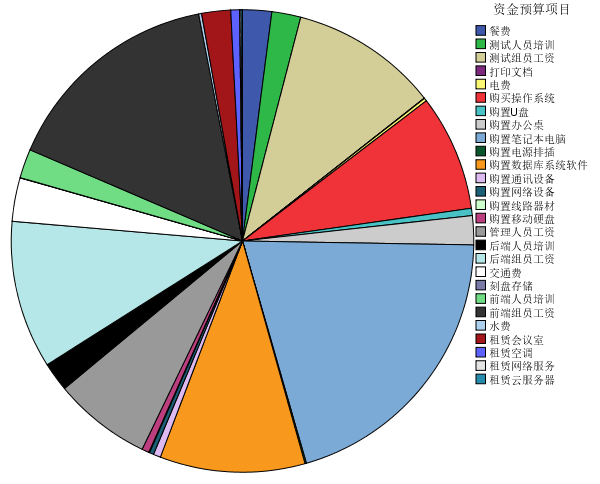 资金预算项目
餐费
测试人员培训
测试组员工资
打印文档
电费
购买操作系统
购置U盘
购置办公桌
购置笔记本电脑
购置电源排插
购置数据库系统软件
购置通讯设备
购置网络设备
购置线路器材
购置移动硬盘
管理人员工资
后端人员培训
后端组员工资
交通费
刻盘存储
前端人员培训
前端组员工资
水费
租赁会议室
租赁空调
租赁网络服务
租赁云服务器